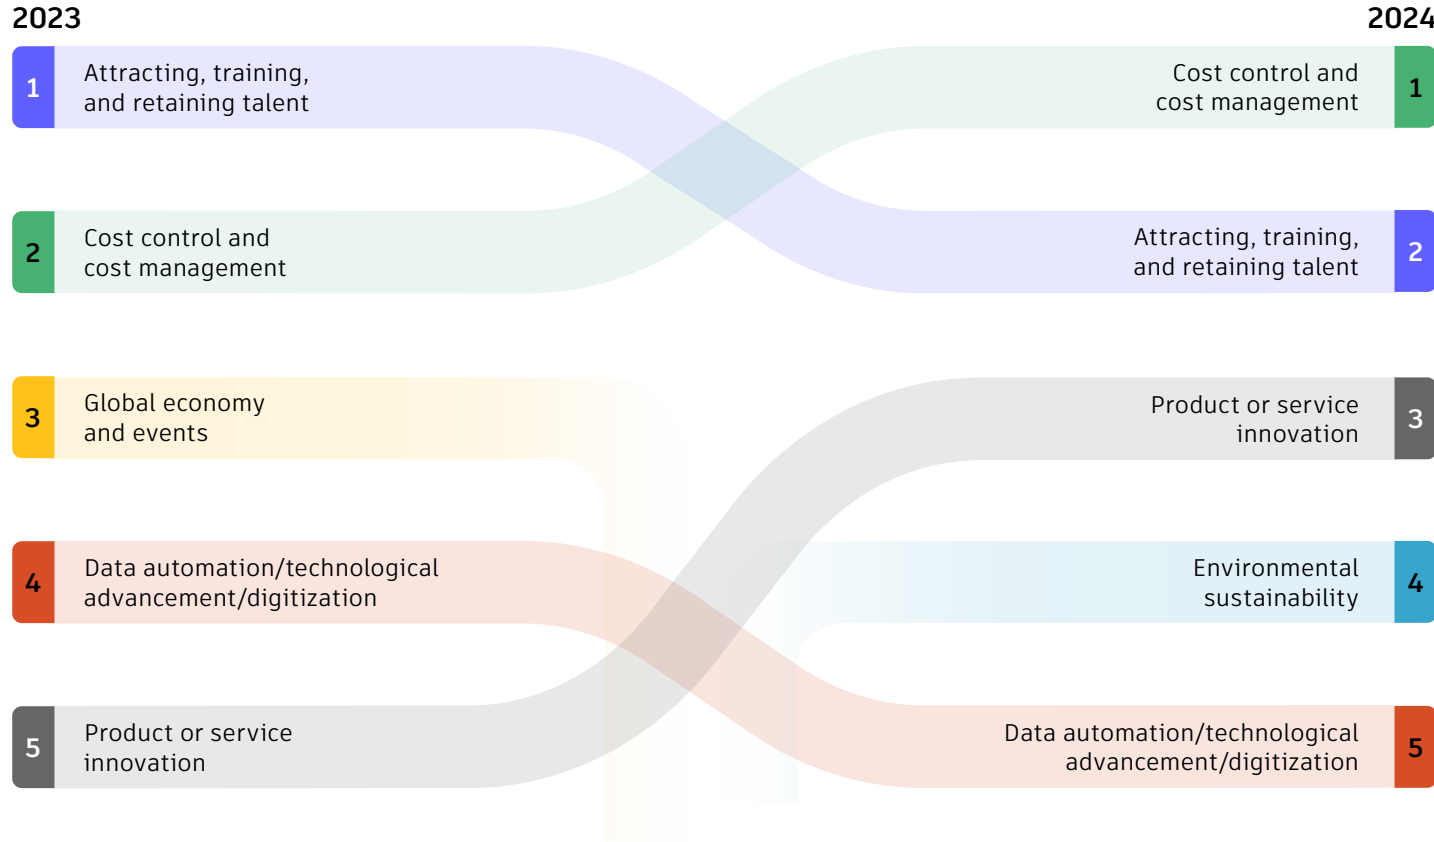 2023
2024
1
Attracting, training,
and retaining talent
Cost control and
cost management
1
2
Cost control and
cost management
Attracting, training,
and retaining talent
2
3
Global economy
and events
Product or service
innovation
3
4
Data automation/technological
advancement/digitization
Environmental
sustainability
4
5
Product or service
innovation
Data automation/technological
advancement/digitization
5